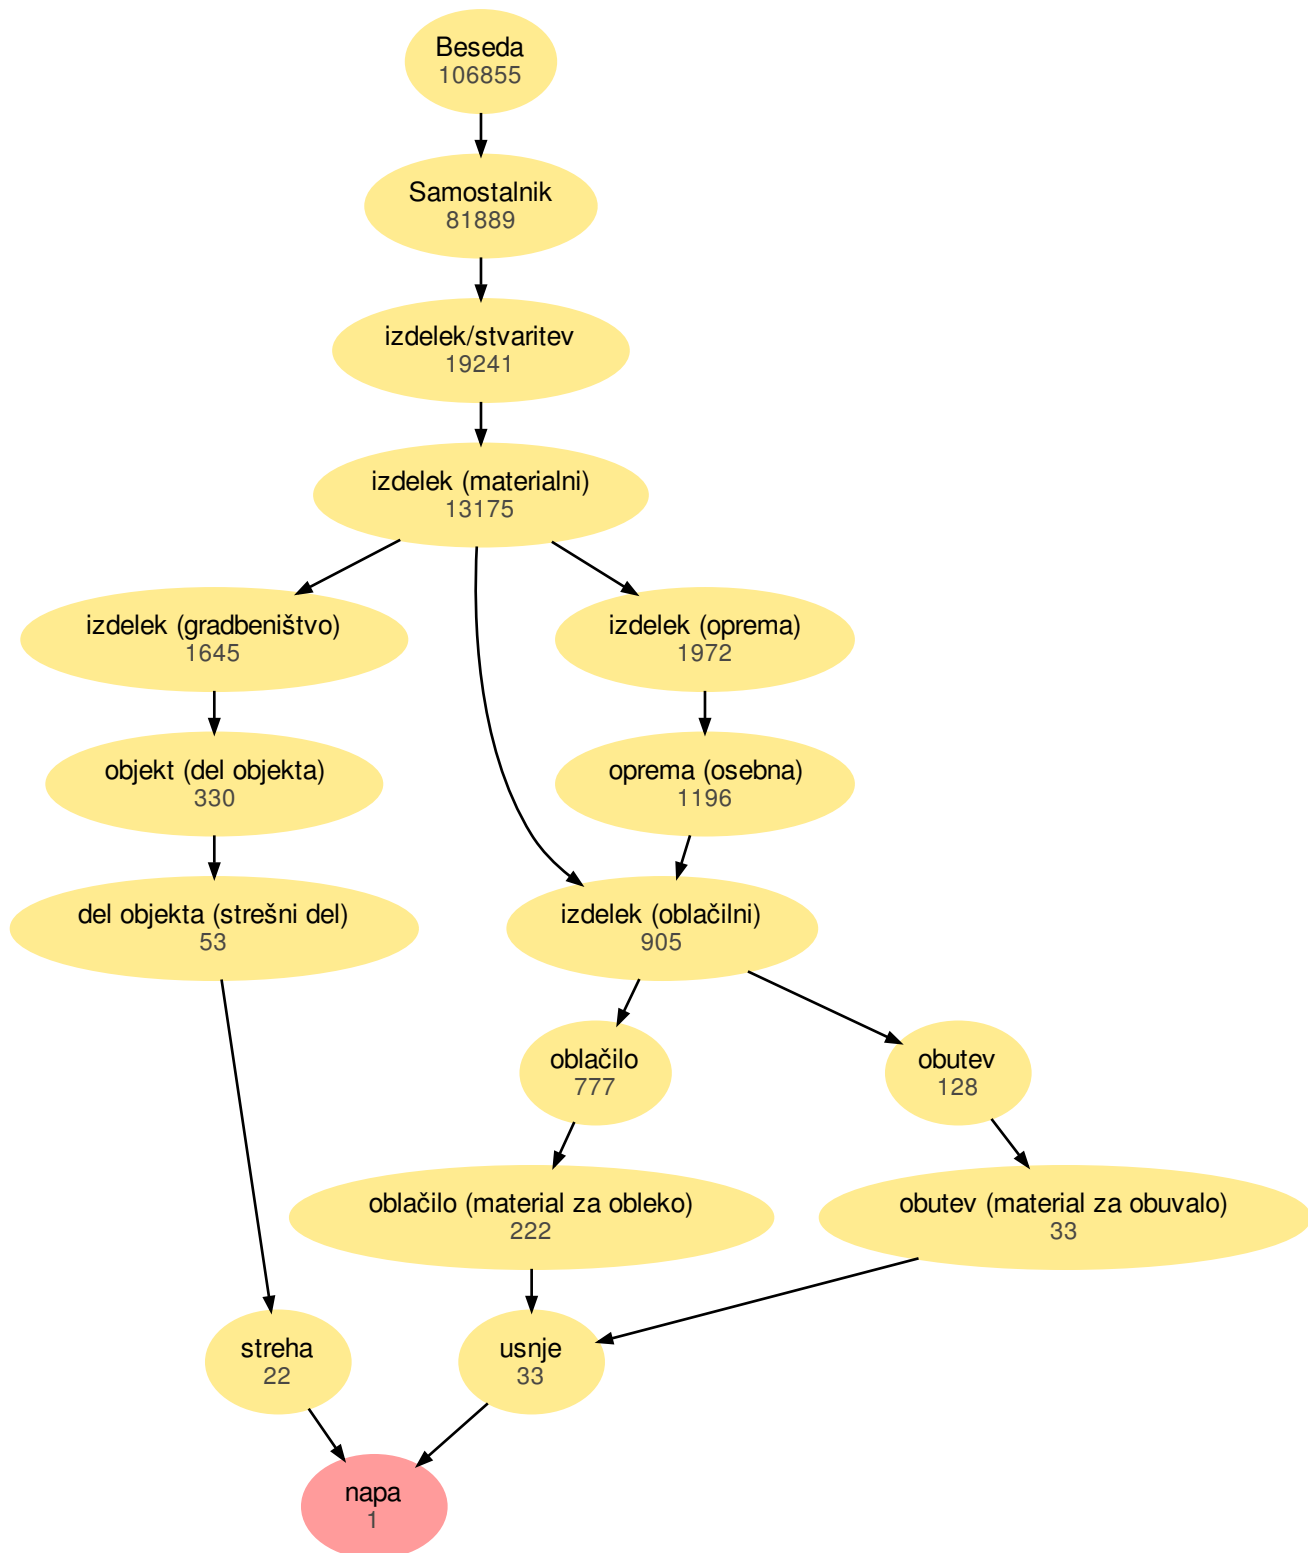 Beseda
106855
Samostalnik
81889
izdelek/stvaritev
19241
izdelek (materialni)
13175
izdelek (gradbeništvo)
1645
izdelek (oprema)
1972
objekt (del objekta)
330
oprema (osebna)
1196
del objekta (strešni del)
53
izdelek (oblačilni)
905
oblačilo
777
obutev
128
oblačilo (material za obleko)
222
obutev (material za obuvalo)
33
streha
22
usnje
33
napa
1